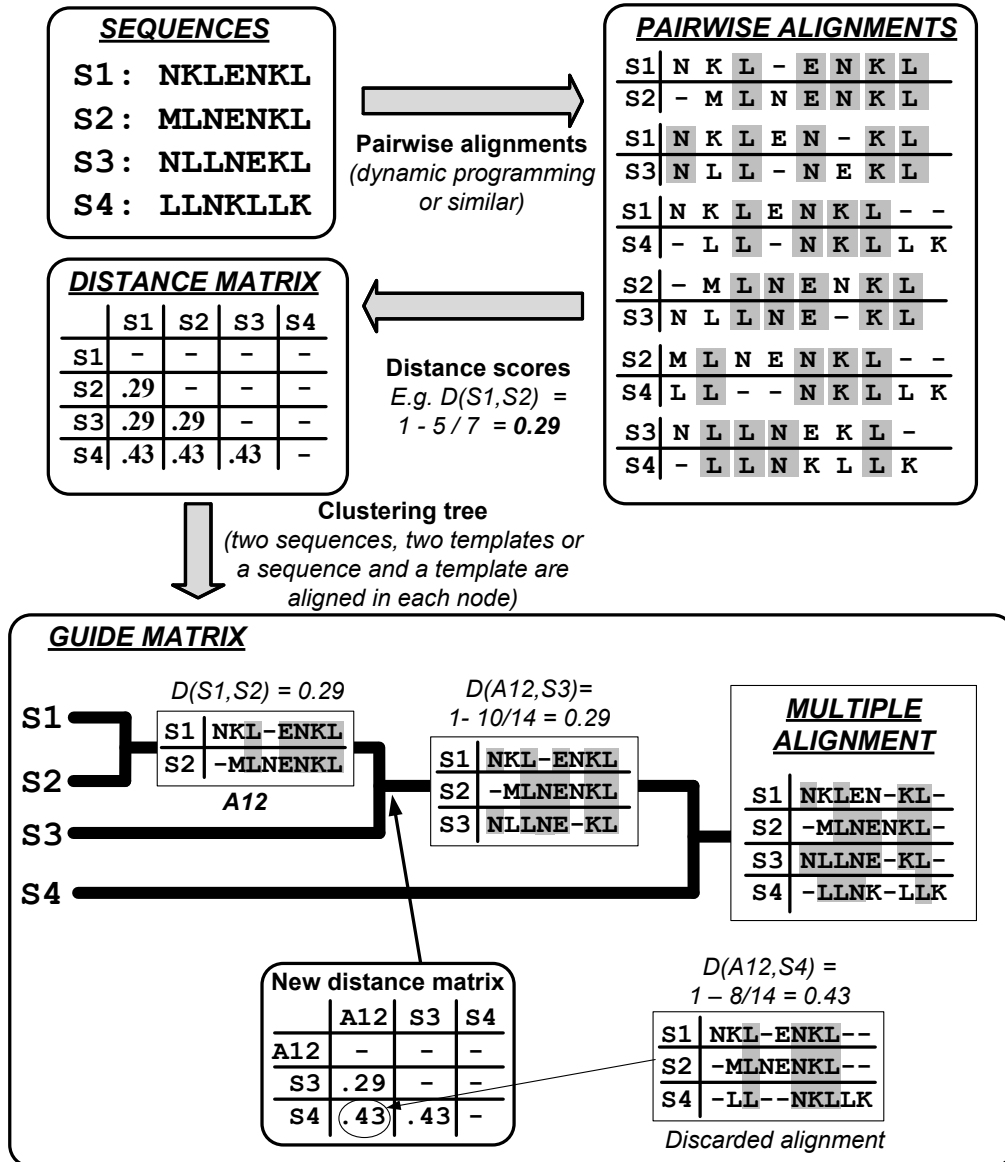 SEQUENCES
S1: NKLENKL
S2: MLNENKL
S3: NLLNEKL
S4: LLNKLLK
Pairwise alignments
(dynamic programming
or similar)
PAIRWISE ALIGNMENTS
S1 N K L - E N K L
S2 - M L N E N K L
S1 N K L E N - K L
S3 N L L - N E K L
S1 N K L E N K L - -
S4 - L L - N K L L K
S2 - M L N E N K L
S3 N L L N E - K L
S2 M L N E N K L - -
S4 L L - - N K L L K
S3 N L L N E K L -
S4 - L L N K L L K
DISTANCE MATRIX
S1 S2 S3 S4
S1 - - - -
S2 .29 - - -
S3 .29 .29 - -
S4 .43 .43 .43 -
Distance scores
E.g. D(S1,S2) =
1 - 5 / 7 = 0.29
Clustering tree
(two sequences, two templates or
a sequence and a template are
aligned in each node)
GUIDE MATRIX
S1
S2
S3
S4
D(S1,S2) = 0.29
S1 NKL-ENKL
S2 -MLNENKL
A12
D(A12,S3)=
1- 10/14 = 0.29
S1 NKL-ENKL
S2 -MLNENKL
S3 NLLNE-KL
MULTIPLE
ALIGNMENT
S1 NKLEN-KL-
S2 -MLNENKL-
S3 NLLNE-KL-
S4 -LLNK-LLK
New distance matrix
A12 S3 S4
A12 - - -
S3 .29 - -
S4 .43 .43 -
D(A12,S4) =
1 – 8/14 = 0.43
S1 NKL-ENKL--
S2 -MLNENKL--
S4 -LL--NKLLK
Discarded alignment